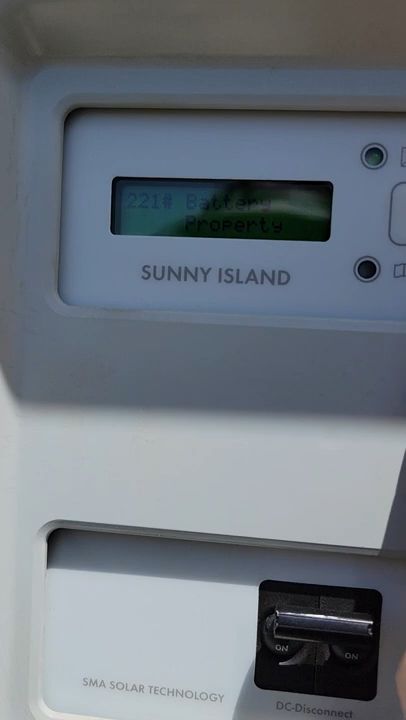 221# Battery
Property
SUNNY ISLAND
ON
ON
SMA SOLAR TECHNOLOGY
DC-Disconnect